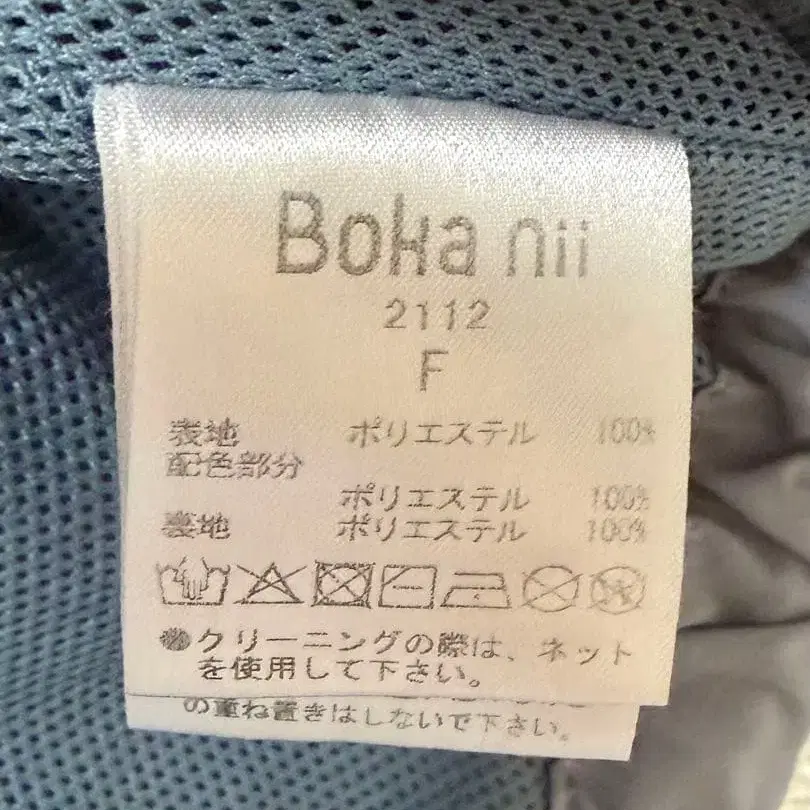 Boka nii
2112
F
表地 ポリエステル 100%
配色部分
ポリエステル 100%
裏地 ポリエステル 100%
●クリーニングの際は、ネット
を使用して下さい。
の重ね置きはしないで下さい。